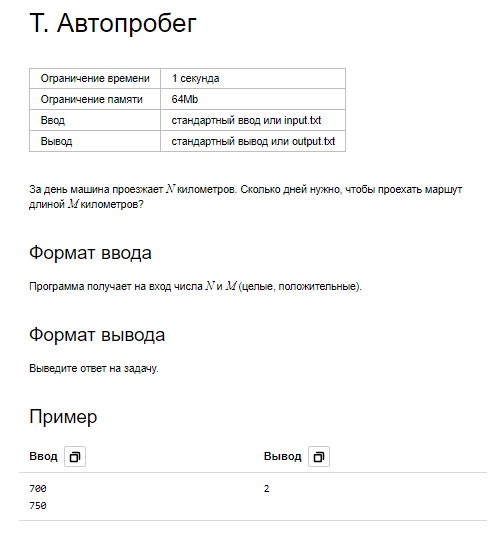 Т. Автопробег
Ограничение времени 1 секунда
Ограничение памяти 64Mb
Ввод стандартный ввод или input.txt
Вывод стандартный вывод или output.txt
За день машина проезжает N километров. Сколько дней нужно, чтобы проехать маршут
длиной M километров?
Формат ввода
Программа получает на вход числа N и M (целые, положительные).
Формат вывода
Выведите ответ на задачу.
Пример
Ввод Вывод
700 2
750